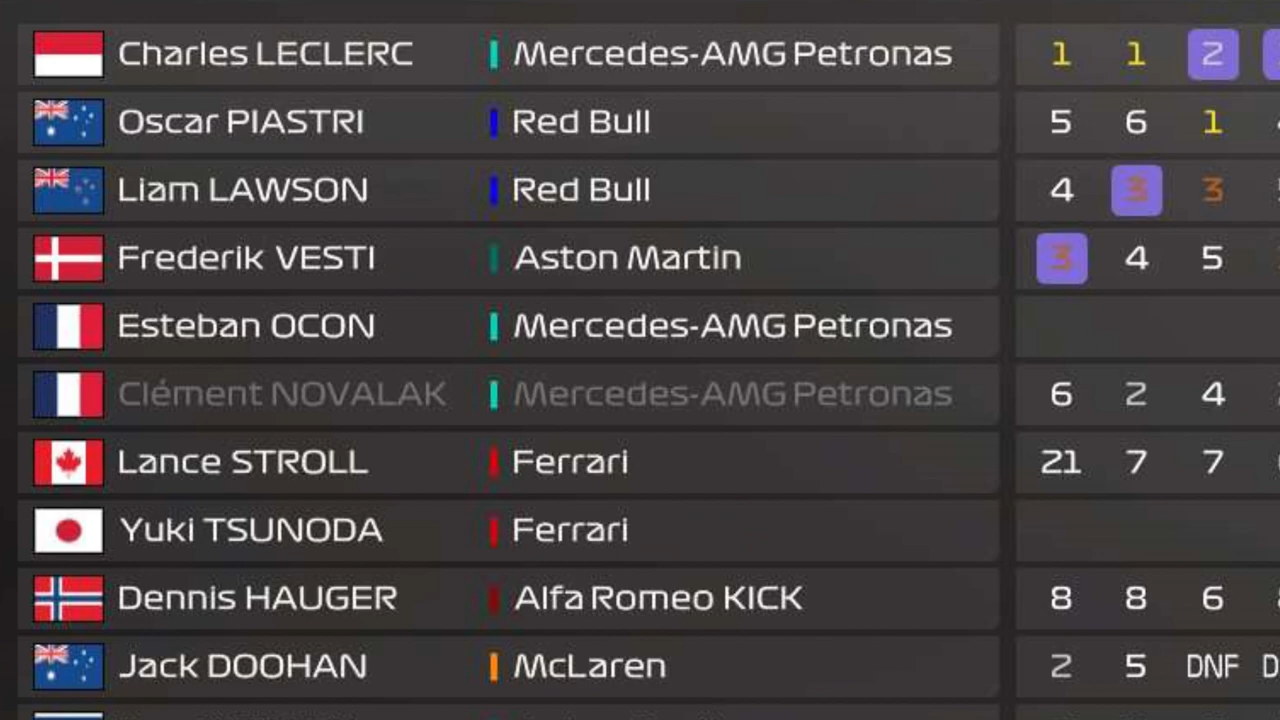 Charles LECLERC Mercedes-AMG Petronas 1 1 2
Oscar PIASTRI Red Bull 5 6 1
Liam LAWSON Red Bull 4 3 3
Frederik VESTI Aston Martin 3 4 5
Esteban OCON Mercedes-AMG Petronas
Clément NOVALAK Mercedes-AMG Petronas 6 2 4
Lance STROLL Ferrari 21 7 7
Yuki TSUNODA Ferrari
Dennis HAUGER Alfa Romeo KICK 8 8 6
Jack DOOHAN McLaren 2 5 DNF D